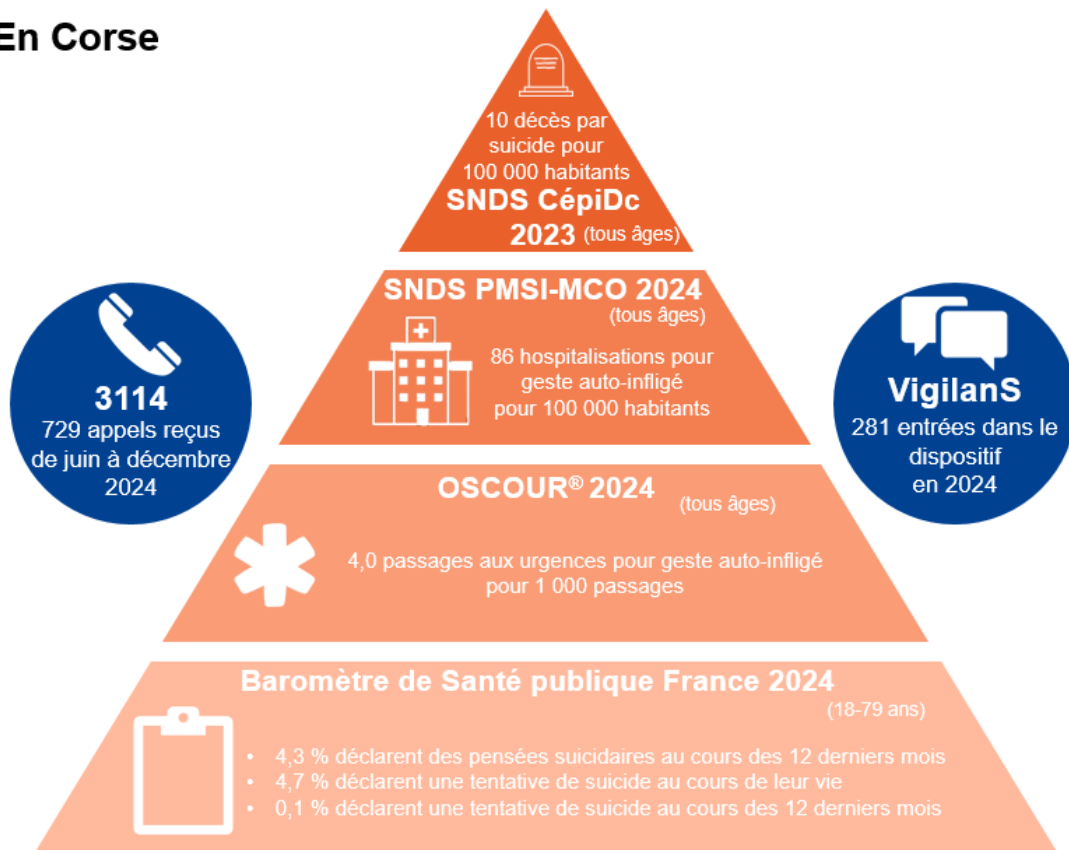 En Corse
10 décès par
suicide pour
100 000 habitants
SNDS CépiDc
2023 (tous âges)
SNDS PMSI-MCO 2024
(tous âges)
86 hospitalisations pour
geste auto-infligé
pour 100 000 habitants
3114
729 appels reçus
de juin à décembre
2024
VigilanS
281 entrées dans le
dispositif
en 2024
OSCOUR® 2024
(tous âges)
4,0 passages aux urgences pour geste auto-infligé
pour 1 000 passages
Baromètre de Santé publique France 2024
(18-79 ans)
• 4,3 % déclarent des pensées suicidaires au cours des 12 derniers mois
• 4,7 % déclarent une tentative de suicide au cours de leur vie
• 0,1 % déclarent une tentative de suicide au cours des 12 derniers mois